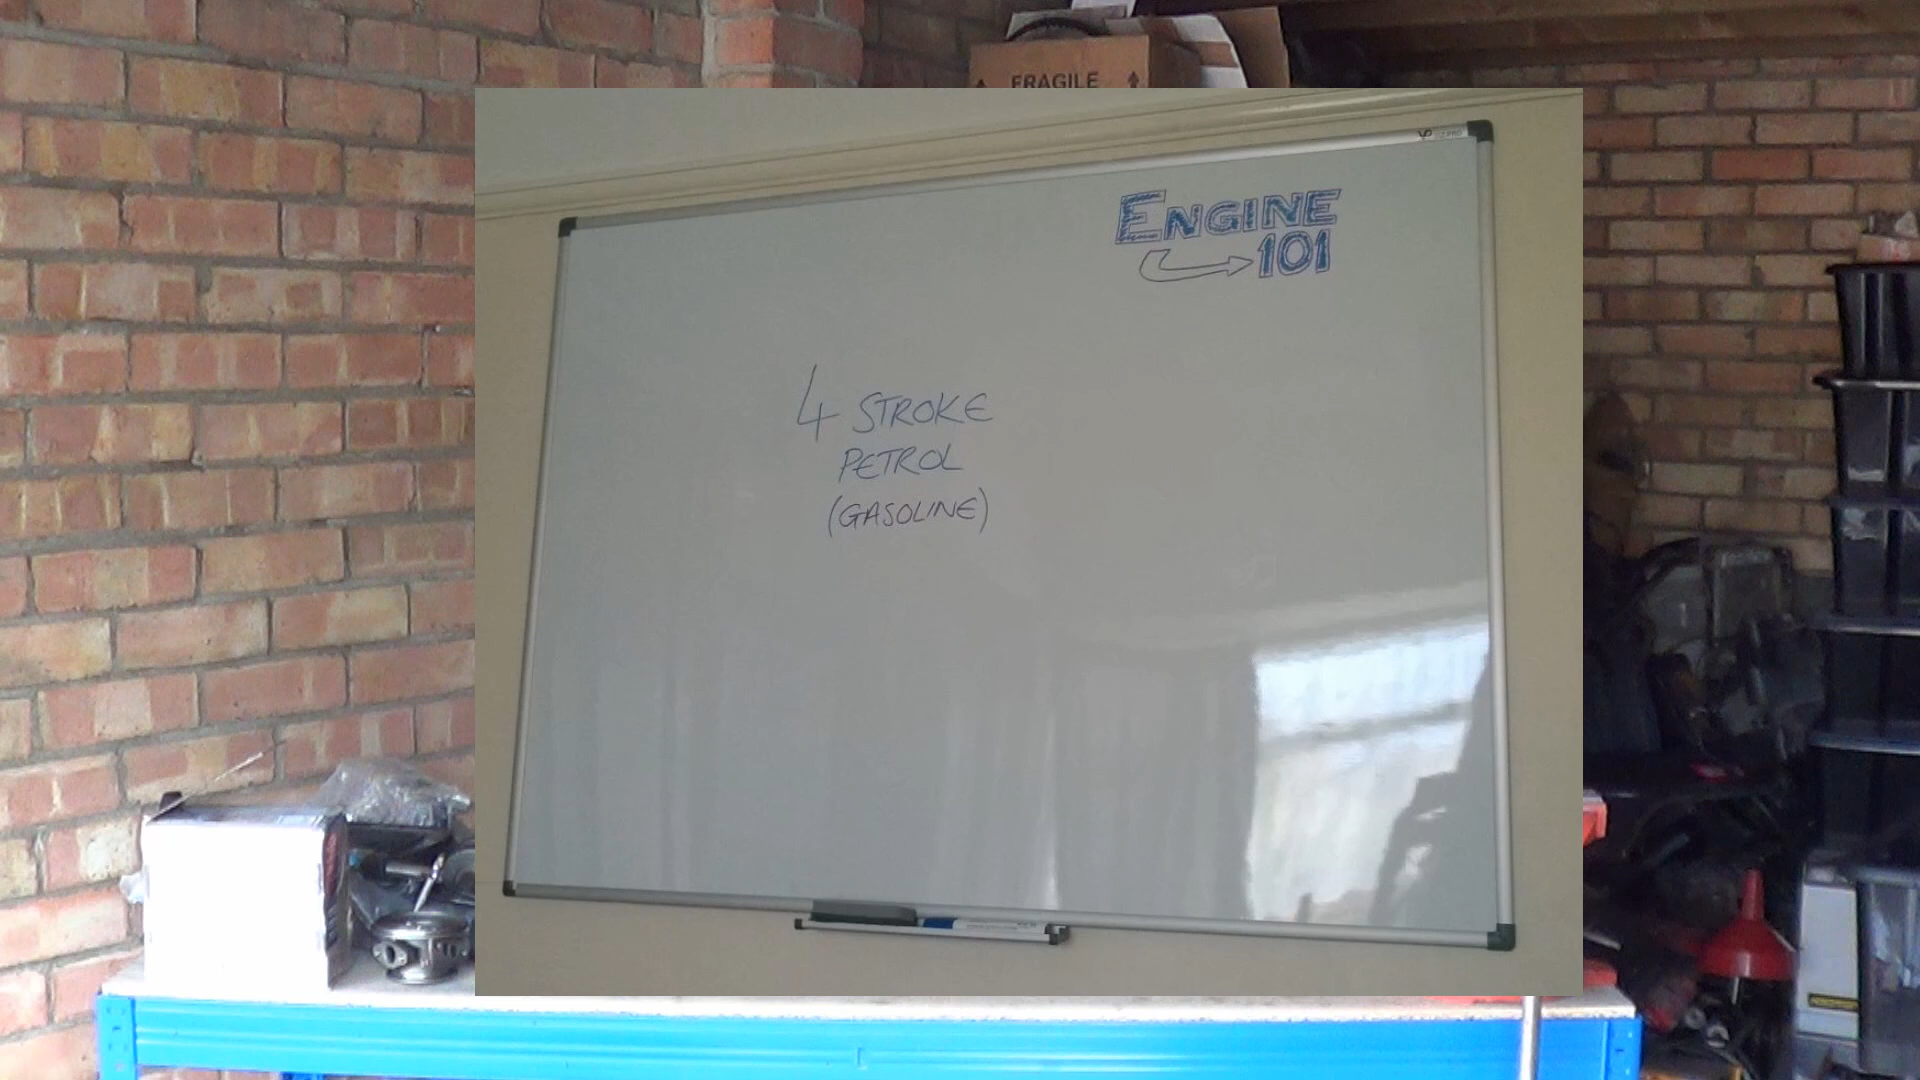 FRAGILE
ENGINE
101
4 STROKE
PETROL
(GASOLINE)